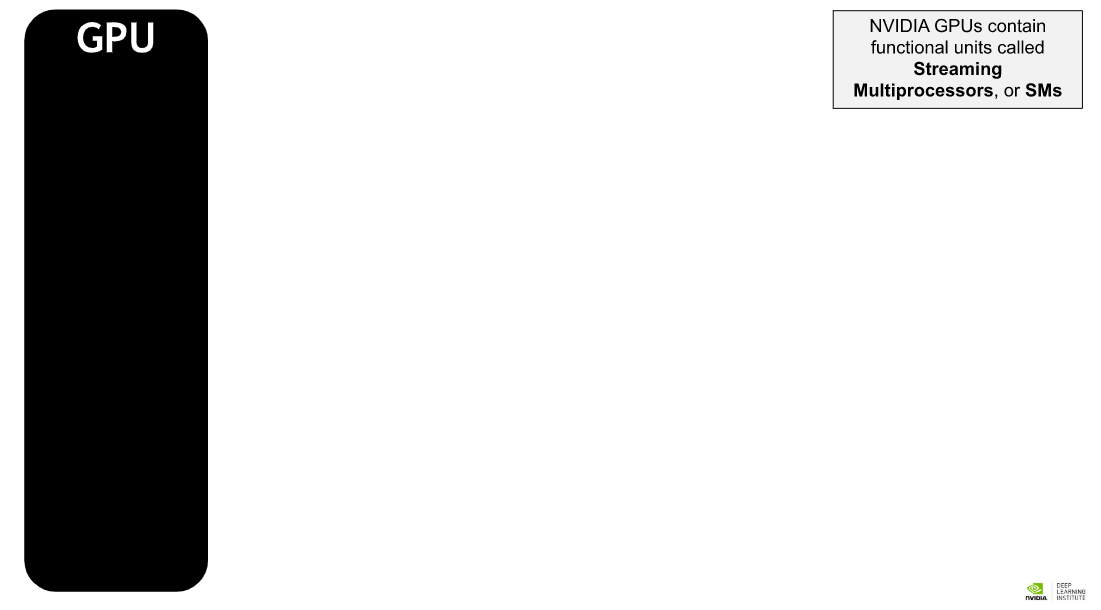 GPU
NVIDIA GPUs contain
functional units called
Streaming
Multiprocessors, or SMs
NVIDIA
DEEP
LEARNING
INSTITUTE